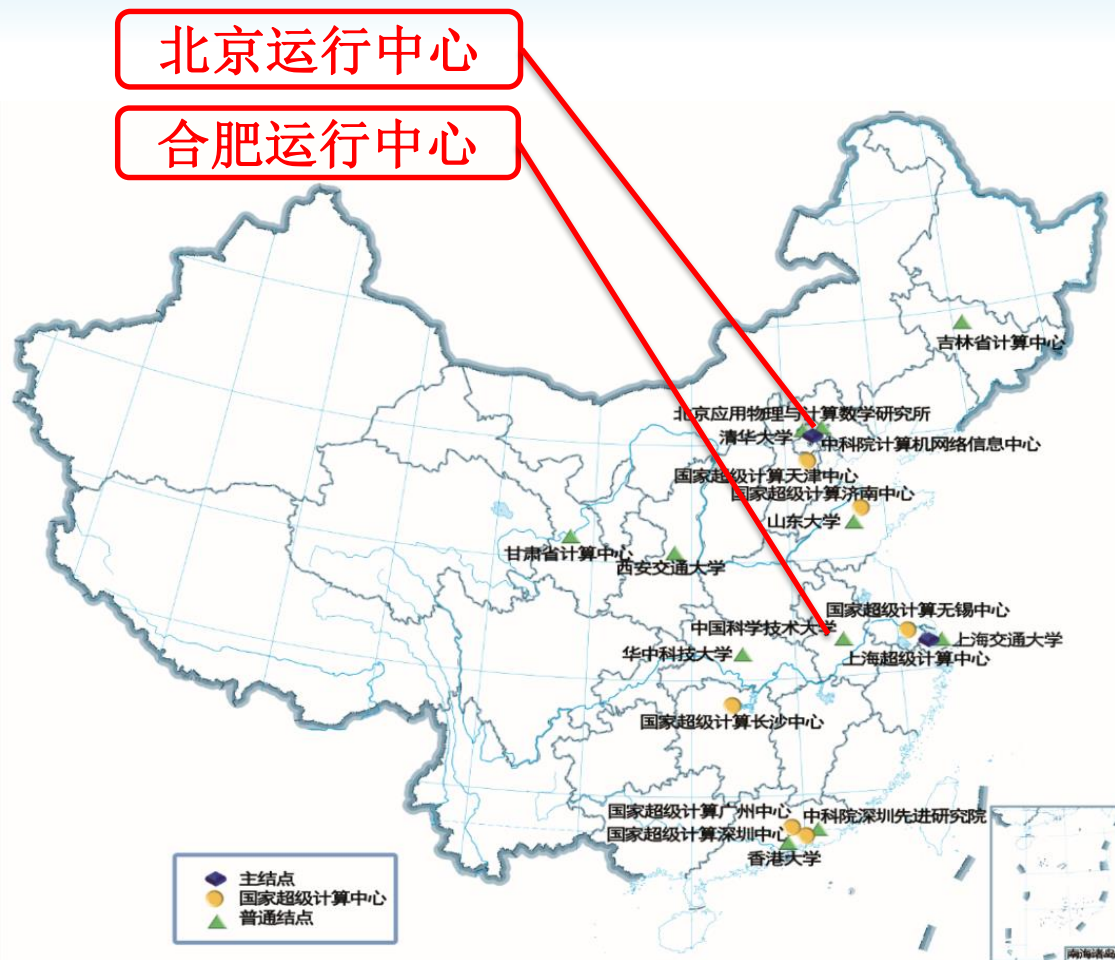 北京运行中心
合肥运行中心
吉林省计算中心
北京应用物理与计算数学研究所
清华大学
中科院计算机网络信息中心
国家超级计算天津中心
国家超级计算济南中心
山东大学
甘肃省计算中心
西安交通大学
国家超级计算无锡中心
中国科学技术大学
上海交通大学
华中科技大学
上海超级计算中心
国家超级计算长沙中心
国家超级计算广州中心
中科院深圳先进研究院
国家超级计算深圳中心
香港大学
主结点
国家超级计算中心
普通结点
南海诸岛